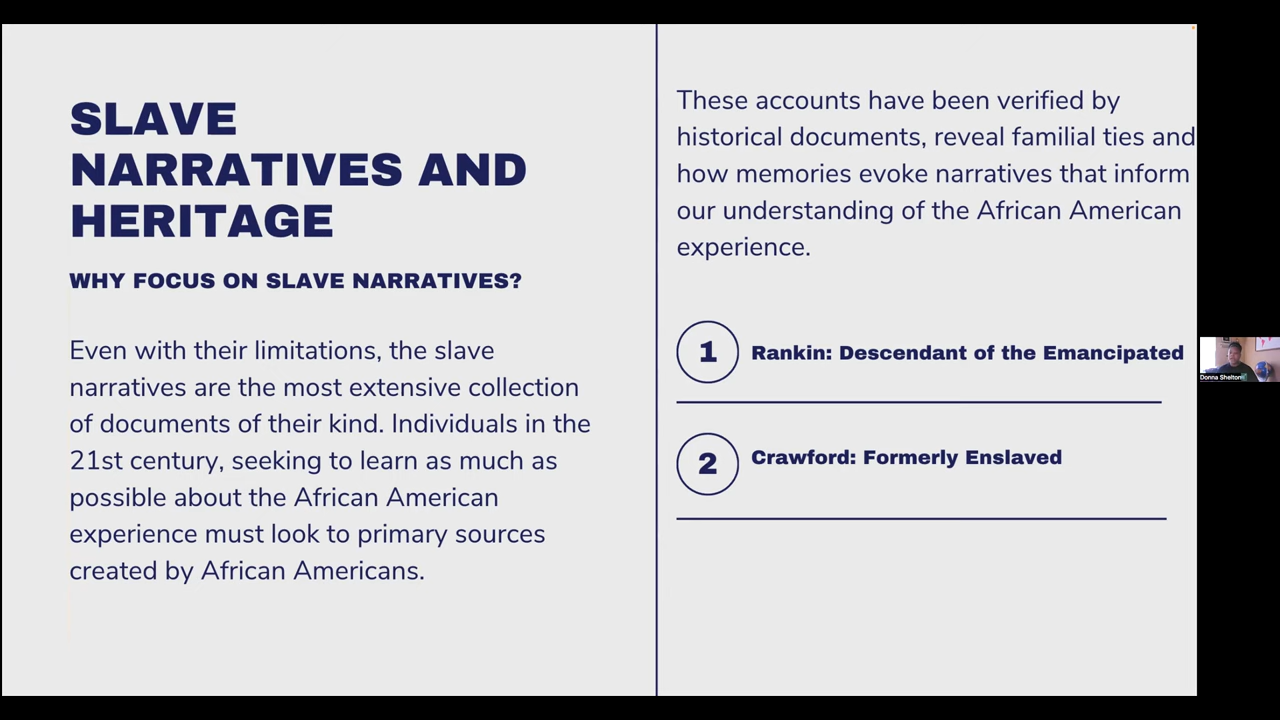 SLAVE
NARRATIVES AND
HERITAGE
WHY FOCUS ON SLAVE NARRATIVES?
Even with their limitations, the slave
narratives are the most extensive collection
of documents of their kind. Individuals in the
21st century, seeking to learn as much as
possible about the African American
experience must look to primary sources
created by African Americans.
These accounts have been verified by
historical documents, reveal familial ties and
how memories evoke narratives that inform
our understanding of the African American
experience.
1 Rankin: Descendant of the Emancipated
2 Crawford: Formerly Enslaved
Donna Shelton